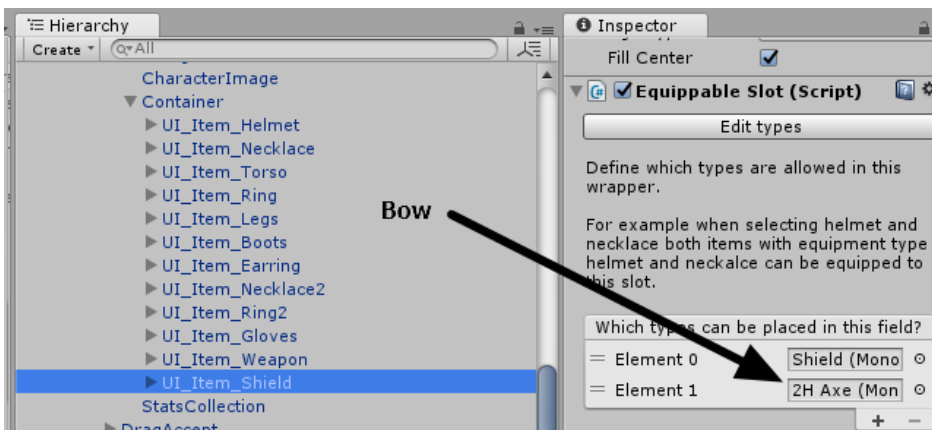 Hierarchy
Create
All
CharacterImage
Container
UI_Item_Helmet
UI_Item_Necklace
UI_Item_Torso
UI_Item_Ring
UI_Item_Legs
UI_Item_Boots
UI_Item_Earring
UI_Item_Necklace2
UI_Item_Ring2
UI_Item_Gloves
UI_Item_Weapon
UI_Item_Shield
StatsCollection
DragAccept
Bow
Inspector
Fill Center
Equippable Slot (Script)
Edit types
Define which types are allowed in this
wrapper.
For example when selecting helmet and
necklace both items with equipment type
helmet and neckalce can be equipped to
this slot.
Which types can be placed in this field?
Element 0 Shield (Mono
Element 1 2H Axe (Mon